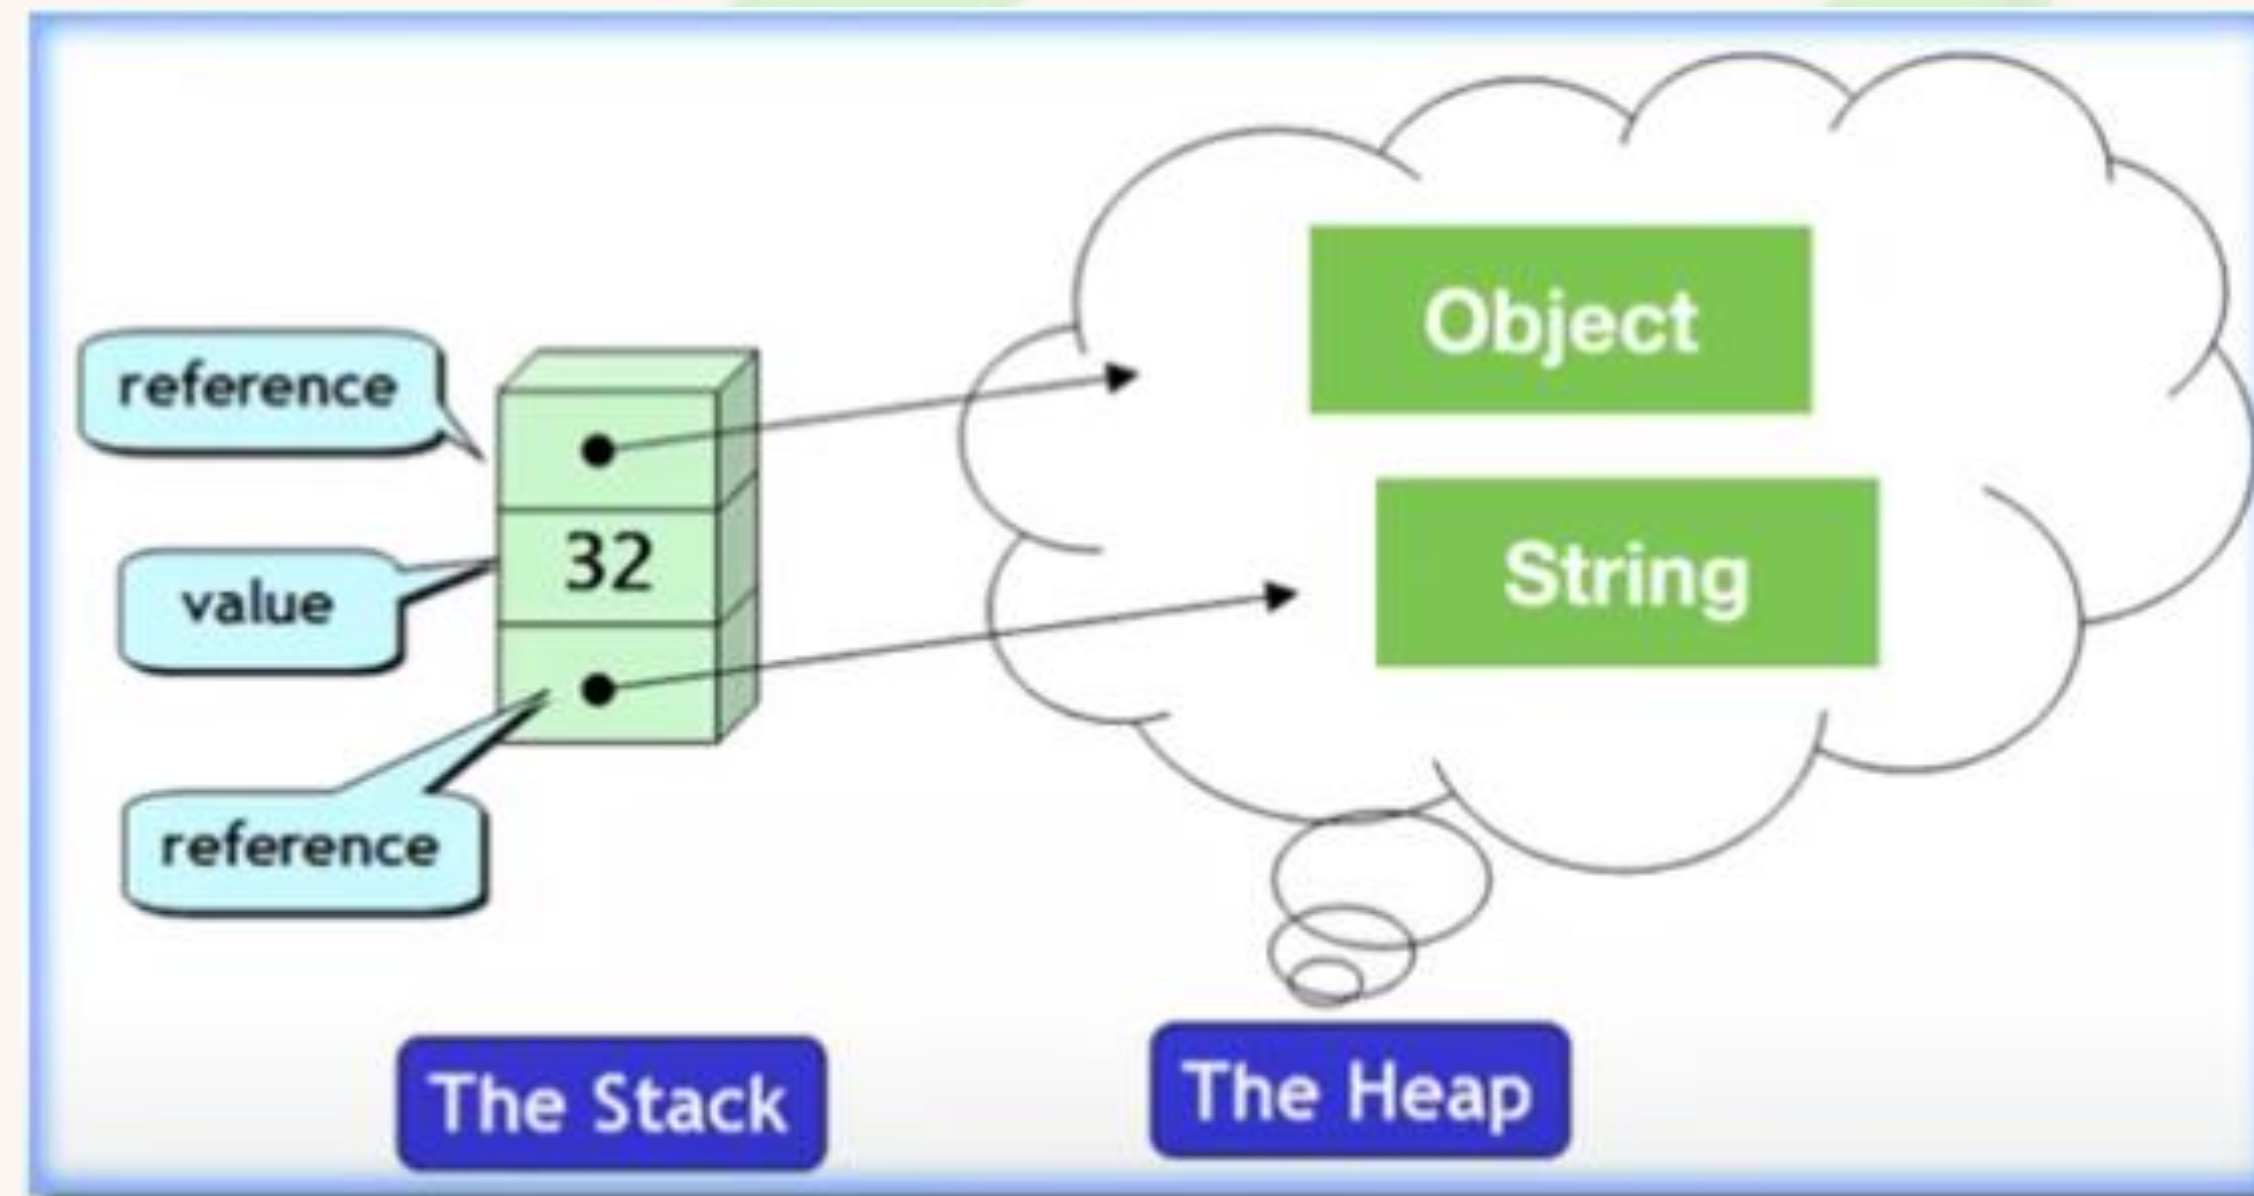 reference
value
reference
32
Object
String
The Stack
The Heap